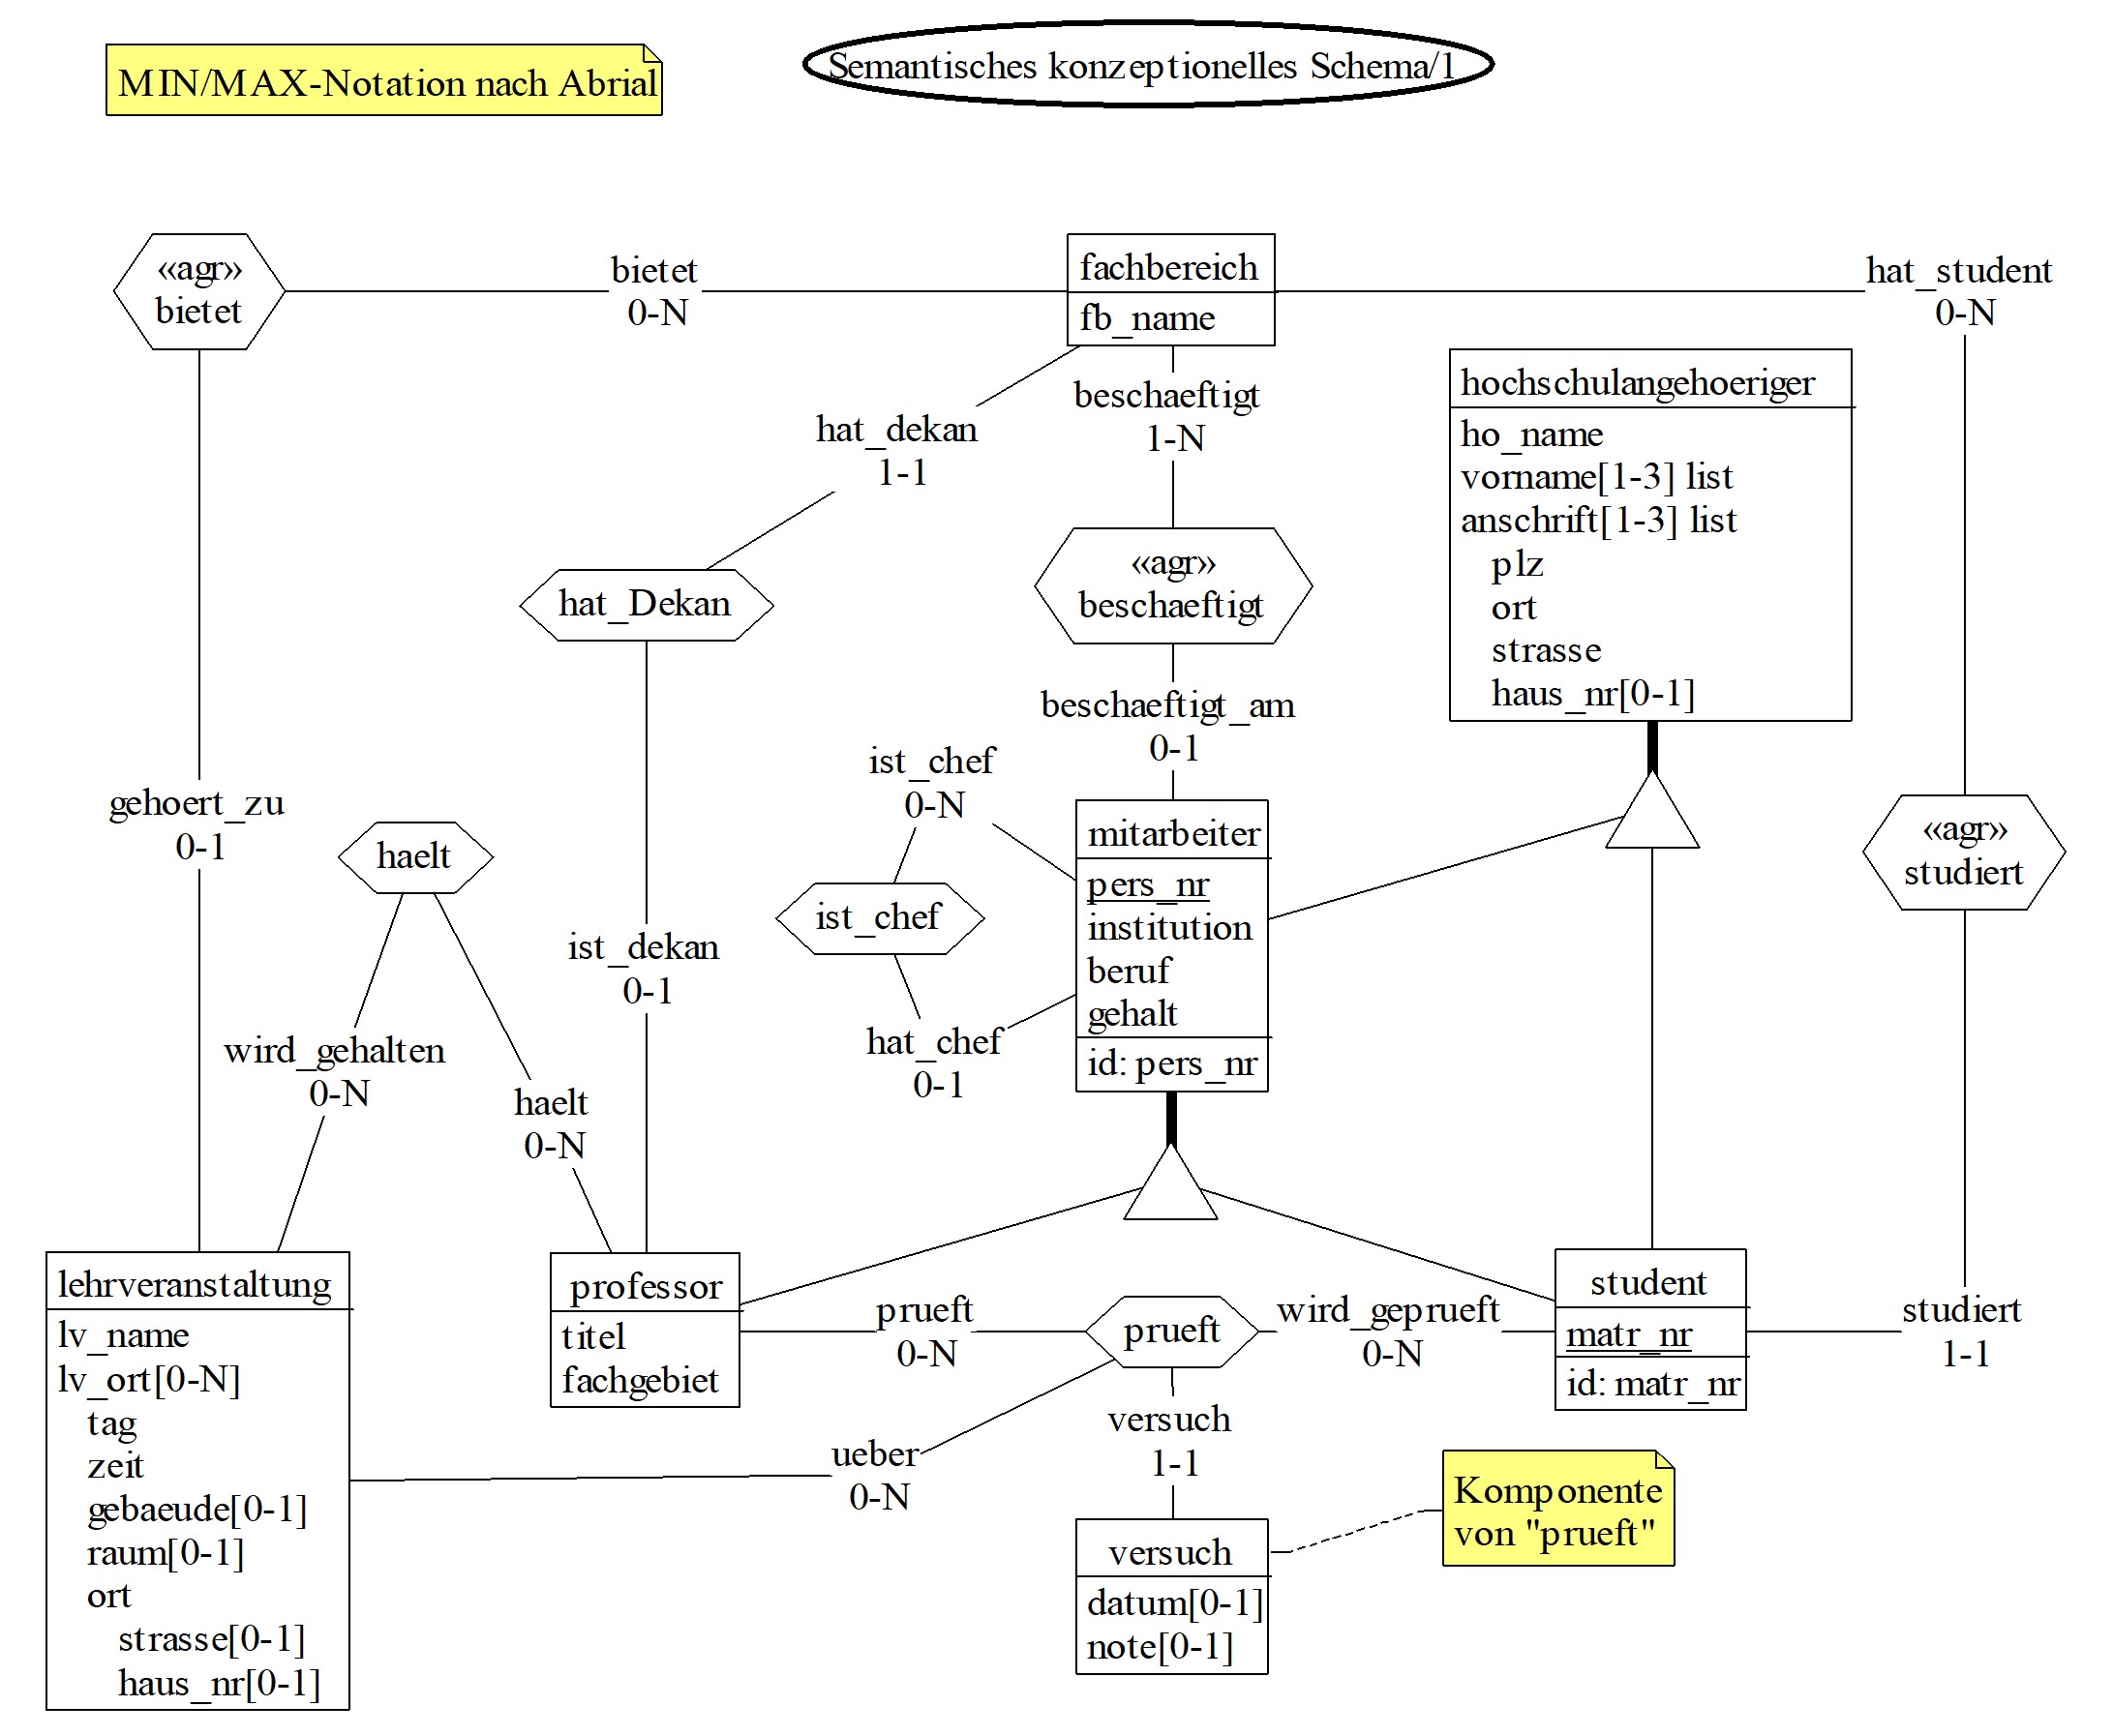 MIN/MAX-Notation nach Abrial
Semantisches konzeptionelles Schema/1
«agr»
bietet
bietet
0-N
fachbereich
fb_name
hat_student
0-N
hat_dekan
1-1
beschaeftigt
1-N
hochschulangehoeriger
ho_name
vorname[1-3] list
anschrift[1-3] list
plz
ort
strasse
haus_nr[0-1]
hat_Dekan
«agr»
beschaeftigt
beschaeftigt_am
0-1
gehoert_zu
0-1
haelt
ist_chef
0-N
ist_chef
hat_chef
0-1
mitarbeiter
pers_nr
institution
beruf
gehalt
id: pers_nr
«agr»
studiert
ist_dekan
0-1
wird_gehalten
0-N
haelt
0-N
lehrveranstaltung
lv_name
lv_ort[0-N]
tag
zeit
gebaeude[0-1]
raum[0-1]
ort
strasse[0-1]
haus_nr[0-1]
professor
titel
fachgebiet
prueft
0-N
prueft
wird_geprueft
0-N
student
matr_nr
id: matr_nr
studiert
1-1
ueber
0-N
versuch
1-1
versuch
datum[0-1]
note[0-1]
Komponente
von "prueft"